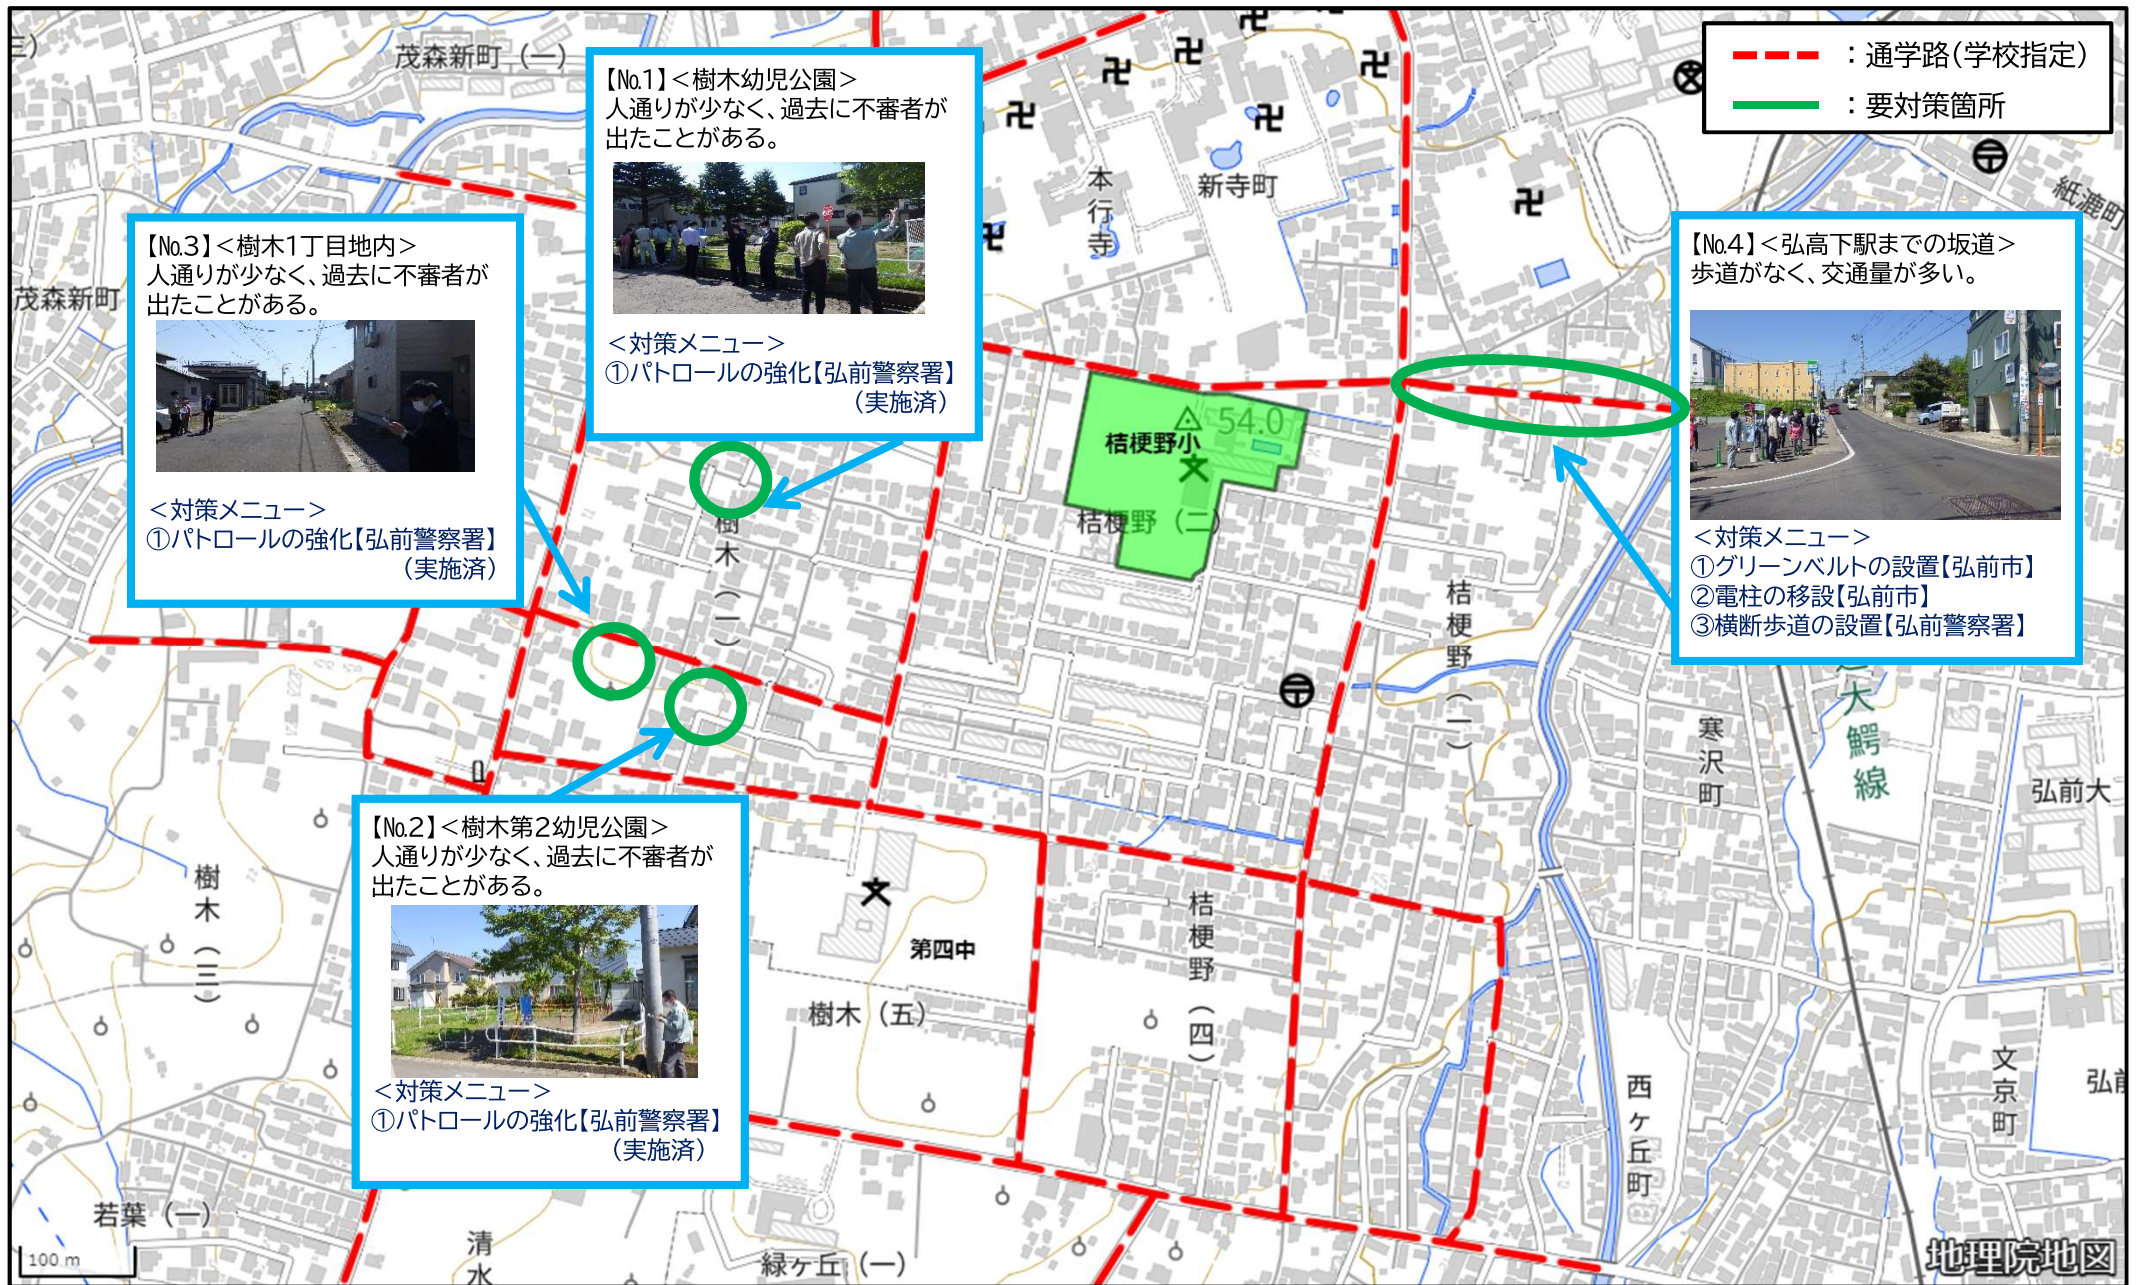 ：通学路（学校指定）
：要対策箇所
【№1】＜樹木幼児公園＞
人通りが少なく、過去に不審者が
出たことがある。
＜対策メニュー＞
①パトロールの強化【弘前警察署】
（実施済）
【№3】＜樹木1丁目地内＞
人通りが少なく、過去に不審者が
出たことがある。
＜対策メニュー＞
①パトロールの強化【弘前警察署】
（実施済）
【№4】＜弘高下駅までの坂道＞
歩道がなく、交通量が多い。
＜対策メニュー＞
①グリーンベルトの設置【弘前市】
②電柱の移設【弘前市】
③横断歩道の設置【弘前警察署】
【№2】＜樹木第2幼児公園＞
人通りが少なく、過去に不審者が
出たことがある。
＜対策メニュー＞
①パトロールの強化【弘前警察署】
（実施済）
三）
茂森新町（一）
茂森新町
本行寺
新寺町
紙漉町
54.0
桔梗野小
桔梗野（二）
樹木（一）
桔梗野（一）
寒沢町
大鰐線
弘前大
樹木（三）
第四中
樹木（五）
桔梗野（四）
西ヶ丘町
文京町
弘前
若葉（一）
清水
緑ヶ丘（一）
100 m
地理院地図